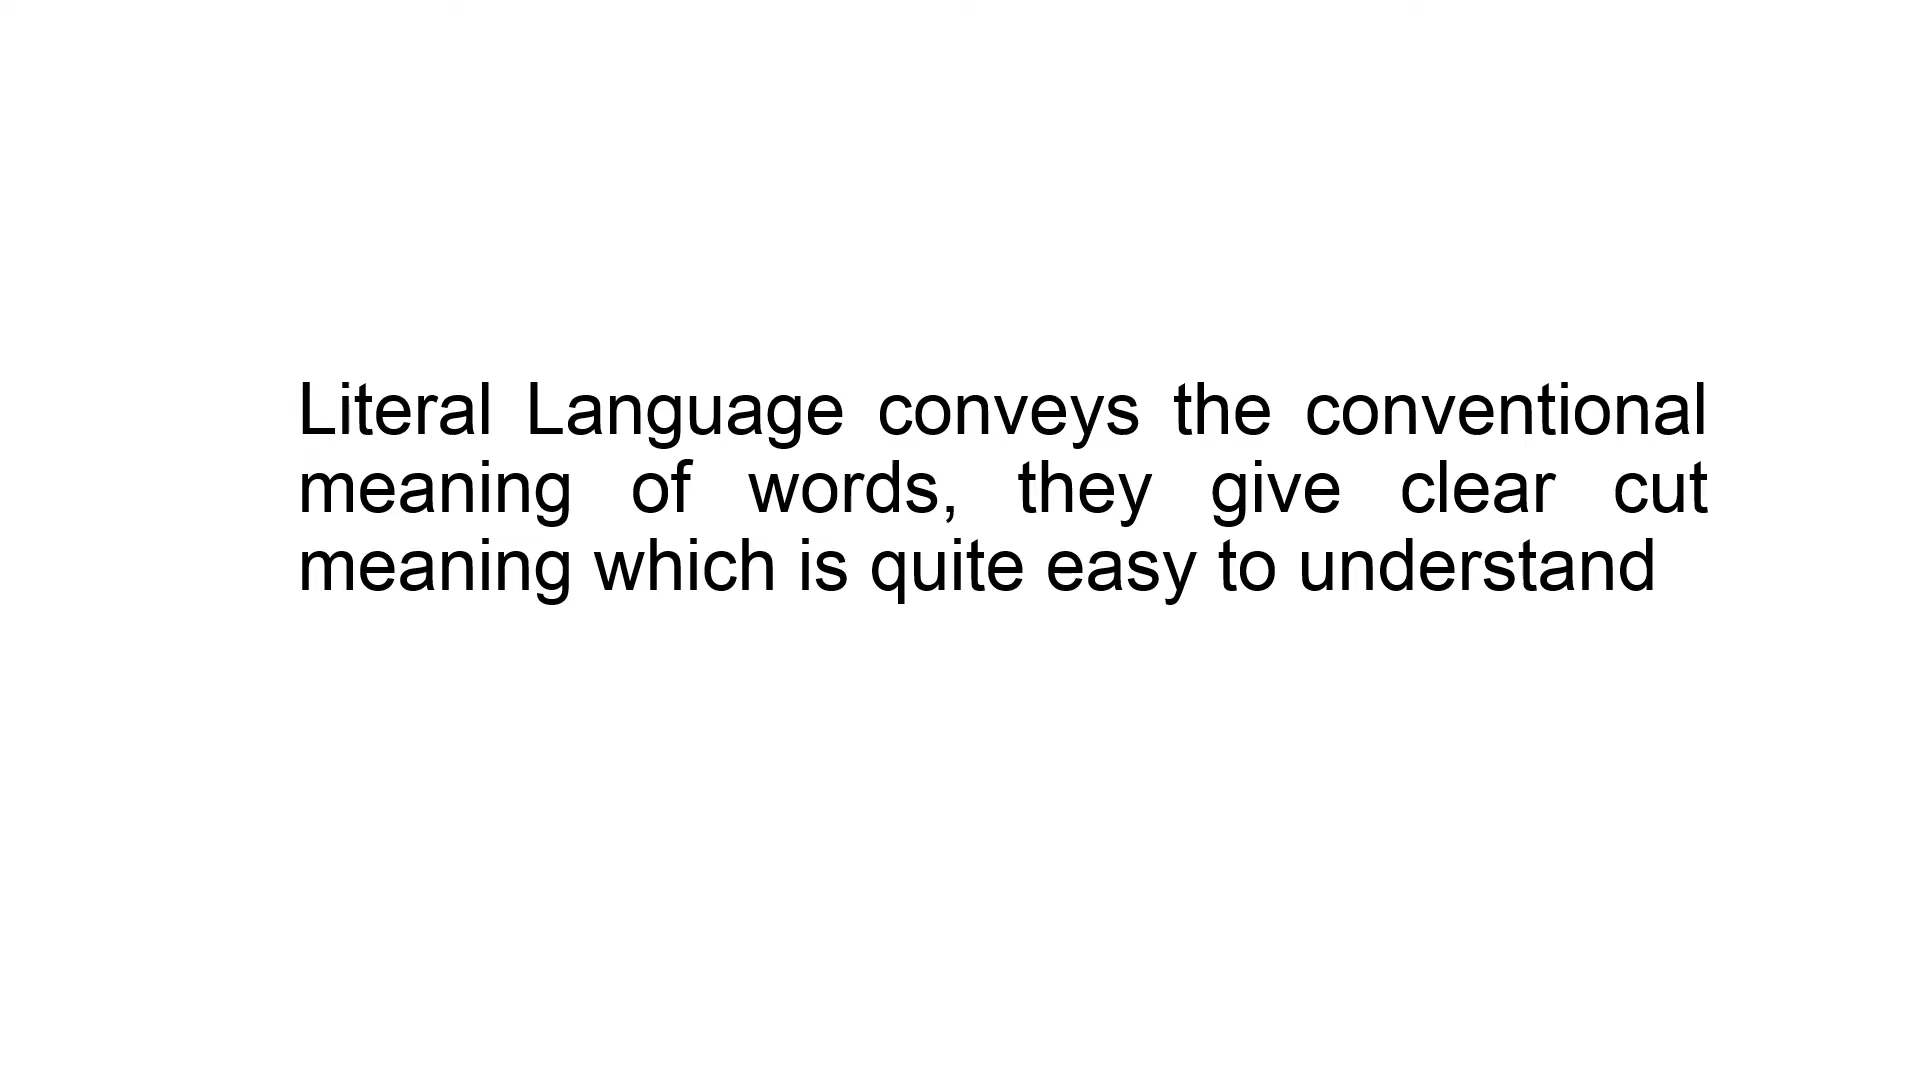 Literal Language conveys the conventional
meaning of words, they give clear cut
meaning which is quite easy to understand